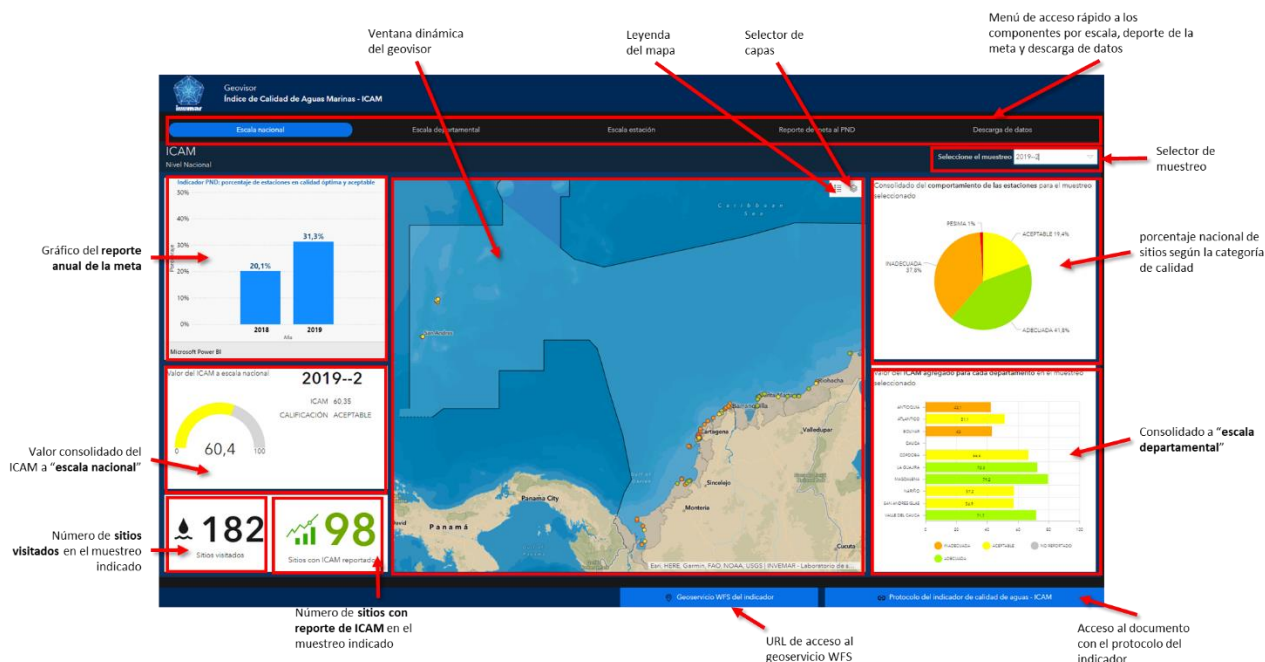 Menú de acceso rápido a los
componentes por escala, deporte de la
meta y descarga de datos
Ventana dinámica
del geovisor
Leyenda
del mapa
Selector de
capas
invemar
Geovisor
Índice de Calidad de Aguas Marinas - ICAM
Escala nacional
Escala departamental
Escala estación
Reporte de meta al PND
Descarga de datos
ICAM
Nivel Nacional
Seleccione el muestreo 2019--2
Selector de
muestreo
Indicador PND: porcentaje de estaciones en calidad óptima y aceptable
50%
40%
30%
20%
10%
0%
20,1%
31,3%
2018
2019
Año
Microsoft Power BI
Gráfico del reporte
anual de la meta
Caribbean
Sea
San Andres
Riohacha
Barranquilla
Cartagena
Valledupar
Sincelejo
Montería
Panama City
Panamá
David
Cucuta
Esri, HERE, Garmin, FAO, NOAA, USGS | INVEMAR - Laboratorio de s...
Consolidado del comportamiento de las estaciones para el muestreo
seleccionado
PESIMA 1%
ACEPTABLE 19,4%
INADECUADA
37,8%
ADECUADA 41,8%
porcentaje nacional de
sitios según la categoría
de calidad
Valor del ICAM a escala nacional
2019--2
ICAM 60,35
CALIFICACIÓN ACEPTABLE
0
60,4
100
Valor consolidado del
ICAM a “escala nacional”
Valor del ICAM agregado para cada departamento en el muestreo
seleccionado
ANTIOQUIA
ATLANTICO
BOLIVAR
CAUCA
CORDOBA
LA GUAJIRA
MAGDALENA
NARIÑO
SAN ANDRES ISLAS
VALLE DEL CAUCA
0
20
40
60
80
100
INADECUADA
ACEPTABLE
NO REPORTADO
ADECUADA
Consolidado a “escala
departamental”
182
Sitios visitados
98
Sitios con ICAM reportado
Número de sitios
visitados en el muestreo
indicado
Geoservicio WFS del indicador
Protocolo del indicador de calidad de aguas - ICAM
Número de sitios con
reporte de ICAM en el
muestreo indicado
URL de acceso al
geoservicio WFS
Acceso al documento
con el protocolo del
indicador